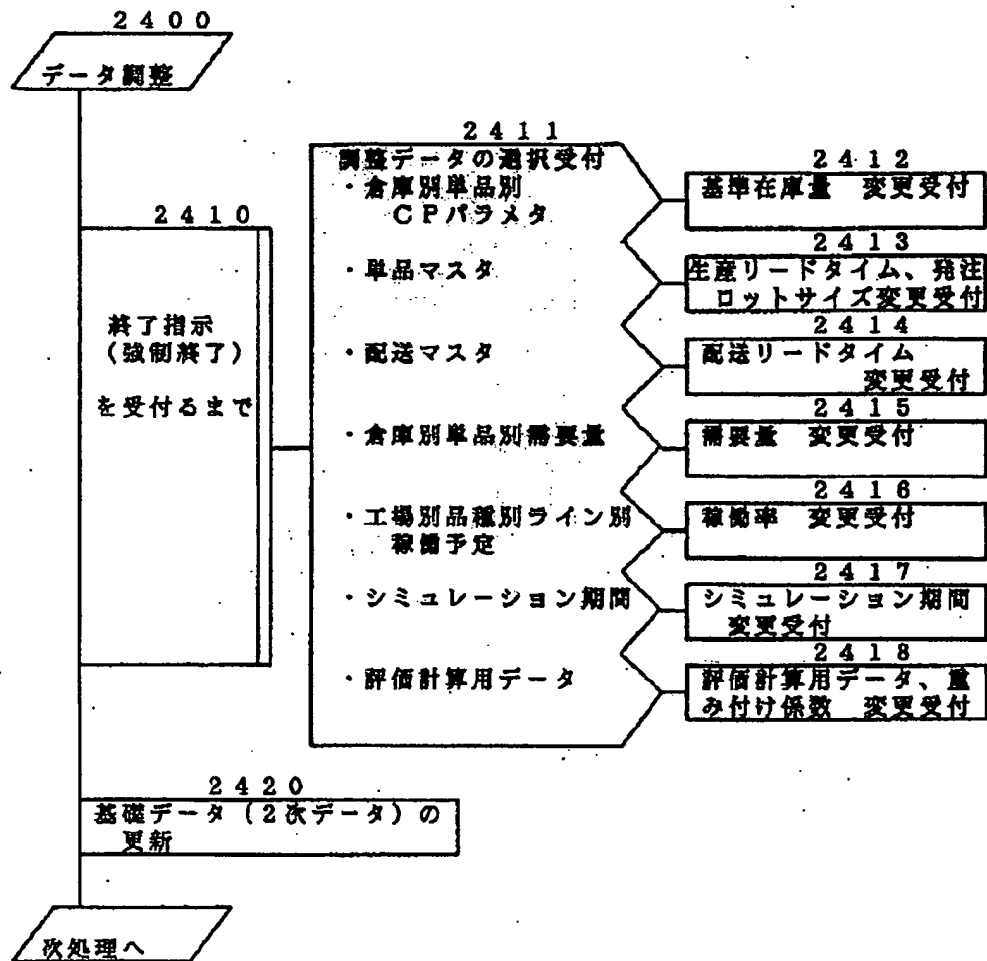 2400
データ調整
2411
調整データの選択受付
・倉庫別単品別
CPパラメタ
・単品マスタ
・配送マスタ
・倉庫別単品別需要量
・工場別品種別ライン別
稼働予定
・シミュレーション期間
・評価計算用データ
2410
終了指示
(強制終了)
を受付るまで
2412
基準在庫量 変更受付
2413
生産リードタイム、発注
ロットサイズ変更受付
2414
配送リードタイム
変更受付
2415
需要量 変更受付
2416
稼働率 変更受付
2417
シミュレーション期間
変更受付
2418
評価計算用データ、重
み付け係数 変更受付
2420
基礎データ(2次データ)の
更新
次処理へ